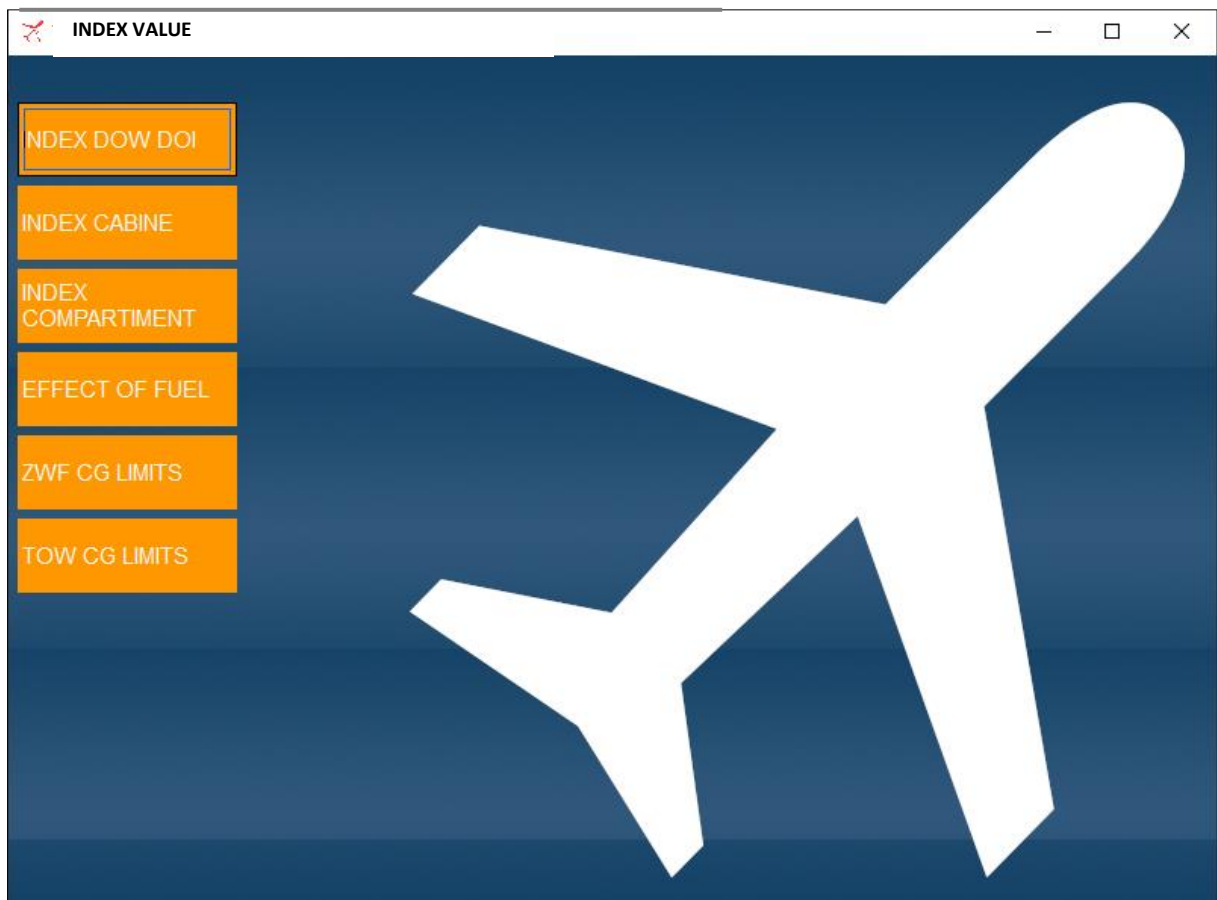 INDEX VALUE
INDEX DOW DOI
INDEX CABINE
INDEX
COMPARTIMENT
EFFECT OF FUEL
ZWF CG LIMITS
TOW CG LIMITS